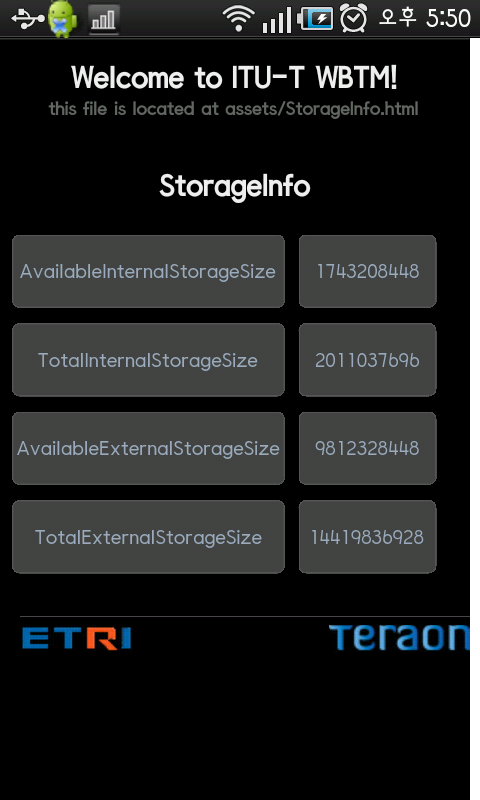 오후 5:50
Welcome to ITU-T WBTM!
this file is located at assets/StorageInfo.html
StorageInfo
AvailableInternalStorageSize 1743208448
TotalInternalStorageSize 2011037696
AvailableExternalStorageSize 9812328448
TotalExternalStorageSize 14419836928
ETRI Teraon